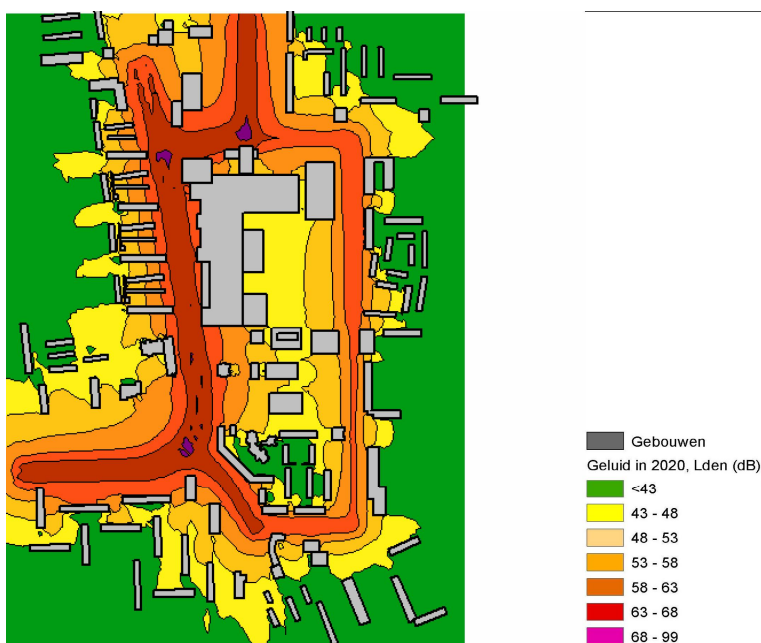 Gebouwen
Geluid in 2020, Lden (dB)
<43
43 - 48
48 - 53
53 - 58
58 - 63
63 - 68
68 - 99